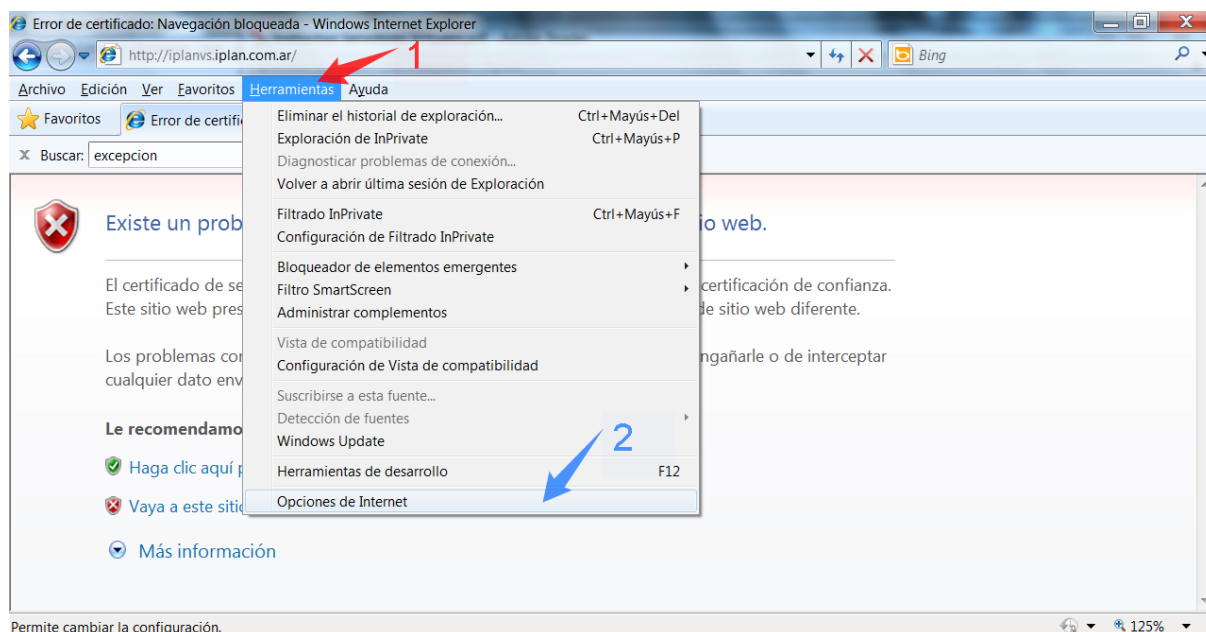 Error de certificado: Navegación bloqueada - Windows Internet Explorer
http://iplanvs.iplan.com.ar/
Bing
1
Archivo Edición Ver Favoritos Herramientas Ayuda
Favoritos Error de certifi
X Buscar: excepcion
Eliminar el historial de exploración... Ctrl+Mayús+Del
Exploración de InPrivate Ctrl+Mayús+P
Diagnosticar problemas de conexión...
Volver a abrir última sesión de Exploración
Filtrado InPrivate Ctrl+Mayús+F
Configuración de Filtrado InPrivate
Bloqueador de elementos emergentes
Filtro SmartScreen
Administrar complementos
Vista de compatibilidad
Configuración de Vista de compatibilidad
Suscribirse a esta fuente...
Detección de fuentes
Windows Update
Herramientas de desarrollo F12
Opciones de Internet
2
Existe un prob io web.
El certificado de se certificación de confianza.
Este sitio web pres de sitio web diferente.
Los problemas con ngañarle o de interceptar
cualquier dato env
Le recomendamo
Haga clic aquí p
Vaya a este sitio
Más información
Permite cambiar la configuración.
125%